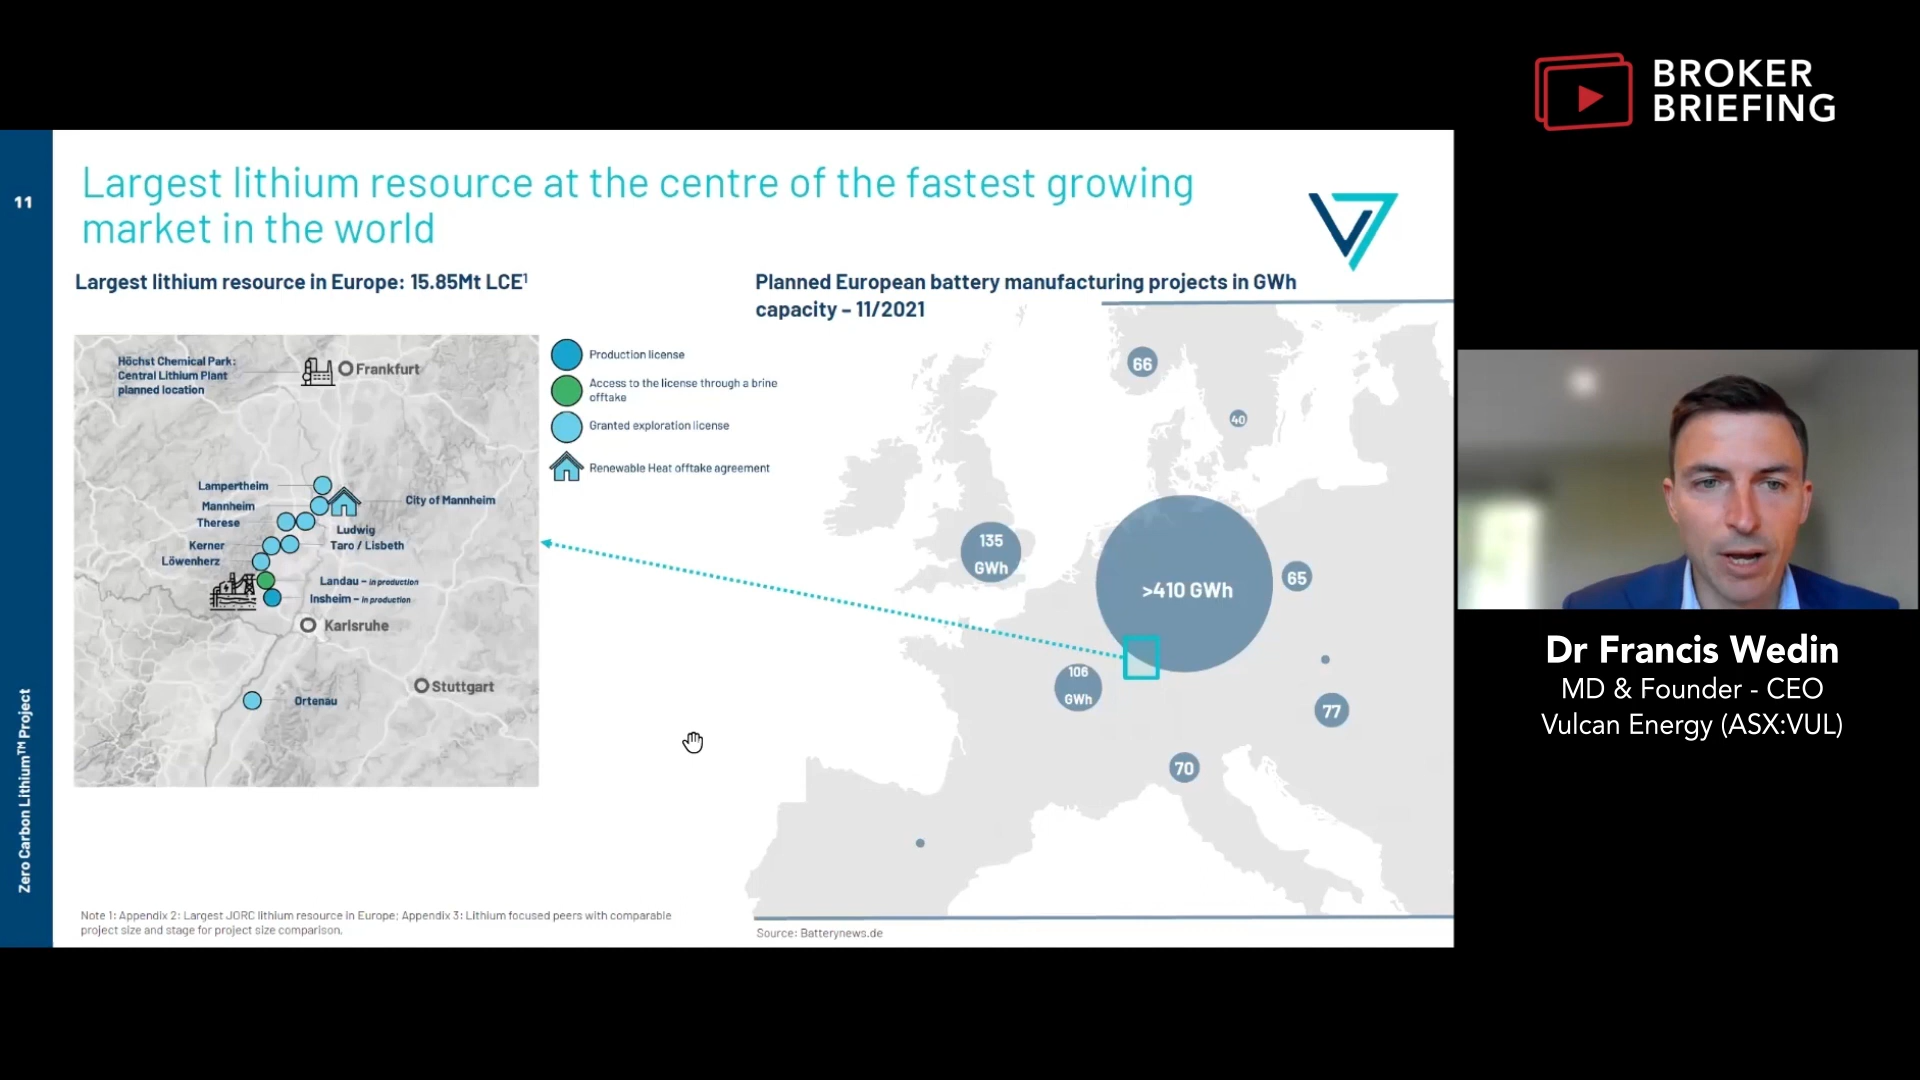 BROKER
BRIEFING
11
Largest lithium resource at the centre of the fastest growing
market in the world
Largest lithium resource in Europe: 15.85Mt LCE1
Höchst Chemical Park:
Central Lithium Plant
planned location
Frankfurt
Lampertheim
Mannheim
City of Mannheim
Therese
Ludwig
Kerner
Taro / Lisbeth
Löwenherz
Landau – in production
Insheim – in production
Karlsruhe
Stuttgart
Ortenau
Production license
Access to the license through a brine
offtake
Granted exploration license
Renewable Heat offtake agreement
Planned European battery manufacturing projects in GWh
capacity – 11/2021
66
40
135
GWh
>410 GWh
65
106
GWh
77
70
Note 1: Appendix 2: Largest JORC lithium resource in Europe; Appendix 3: Lithium focused peers with comparable
project size and stage for project size comparison.
Source: Batterynews.de
Zero Carbon Lithium™ Project
Dr Francis Wedin
MD & Founder - CEO
Vulcan Energy (ASX:VUL)